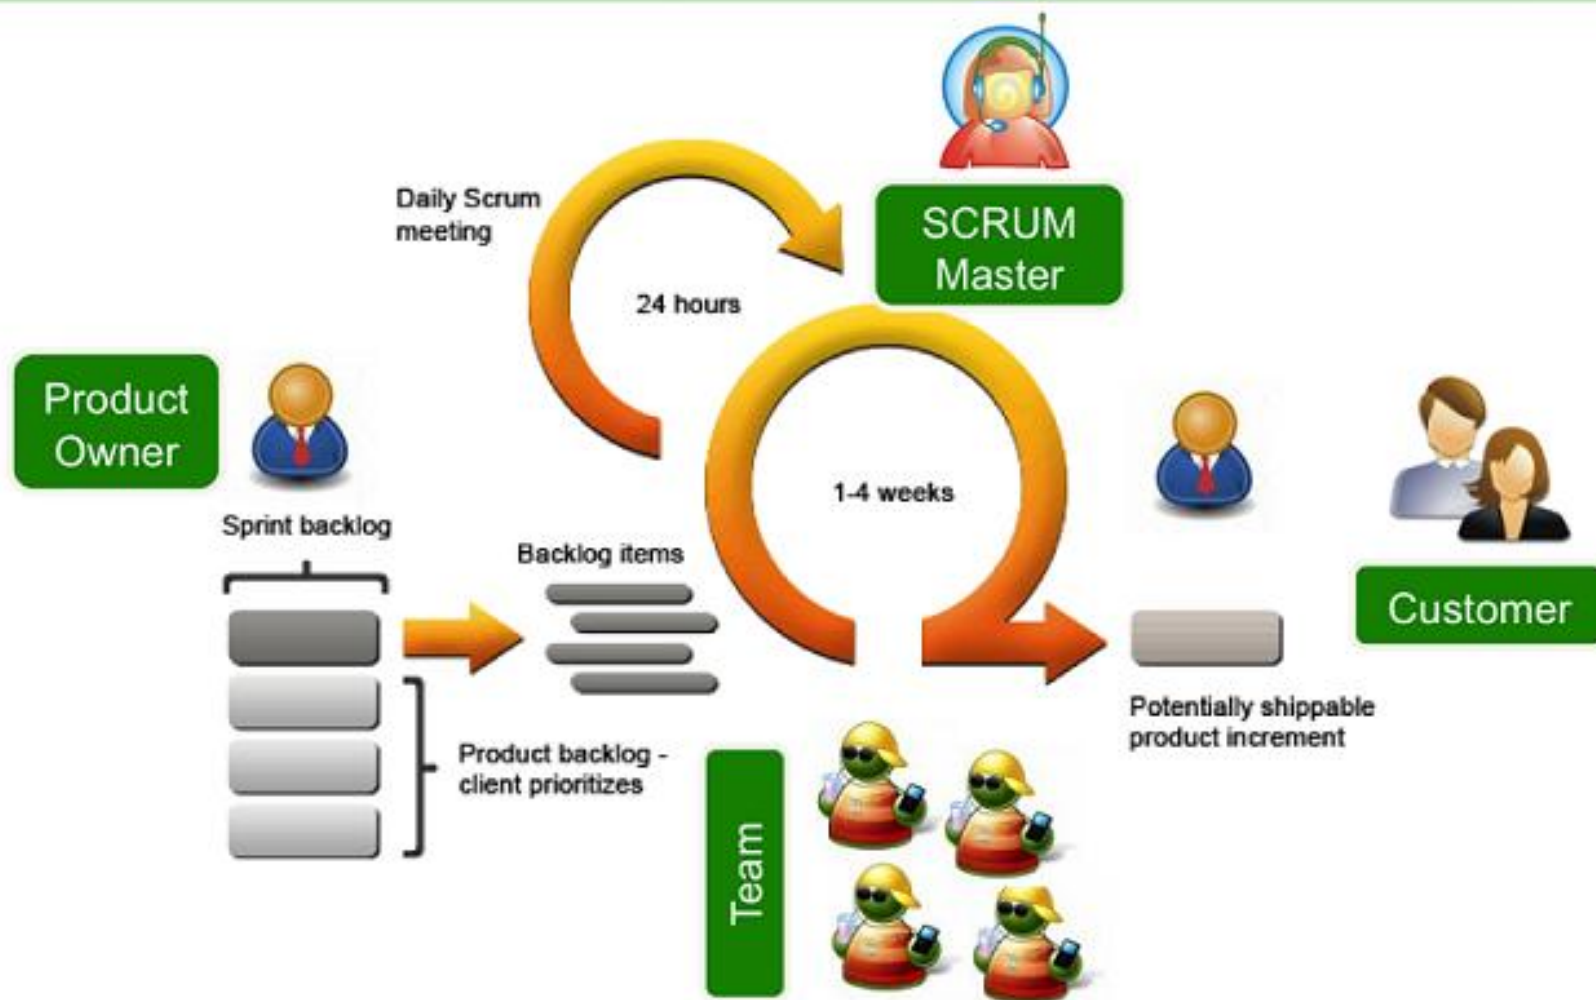 SCRUM
Master
Daily Scrum
meeting
24 hours
Product
Owner
1-4 weeks
Sprint backlog
Backlog items
Customer
Potentially shippable
product increment
Product backlog -
client prioritizes
Team